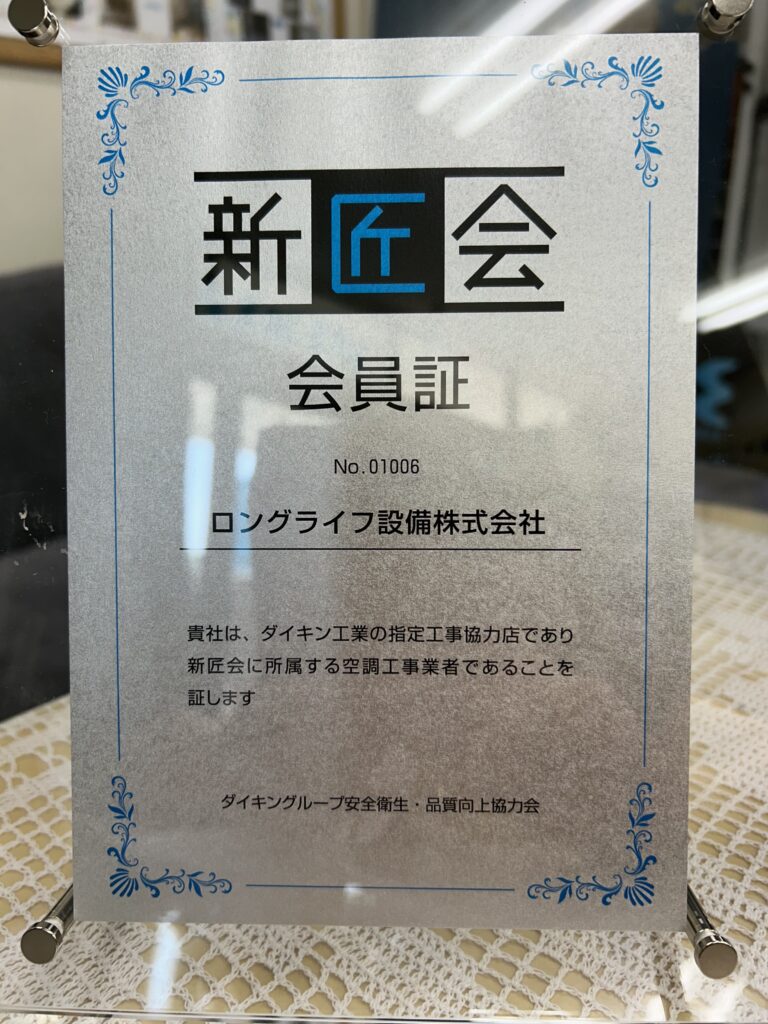 新匠会
会員証
No.01006
ロングライフ設備株式会社
貴社は、ダイキン工業の指定工事協力店であり
新匠会に所属する空調工事業者であることを
証します
ダイキングループ安全衛生・品質向上協力会